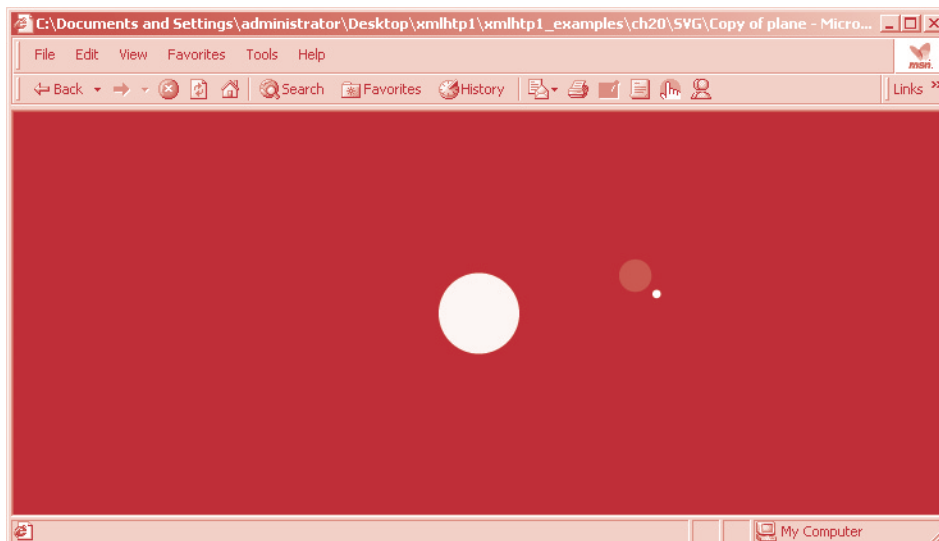 C:\Documents and Settings\administrator\Desktop\xmlhtp1\xmlhtp1_examples\ch20\SVG\Copy of plane - Micro...
File Edit View Favorites Tools Help
msn.
Back Search Favorites History Links »
My Computer